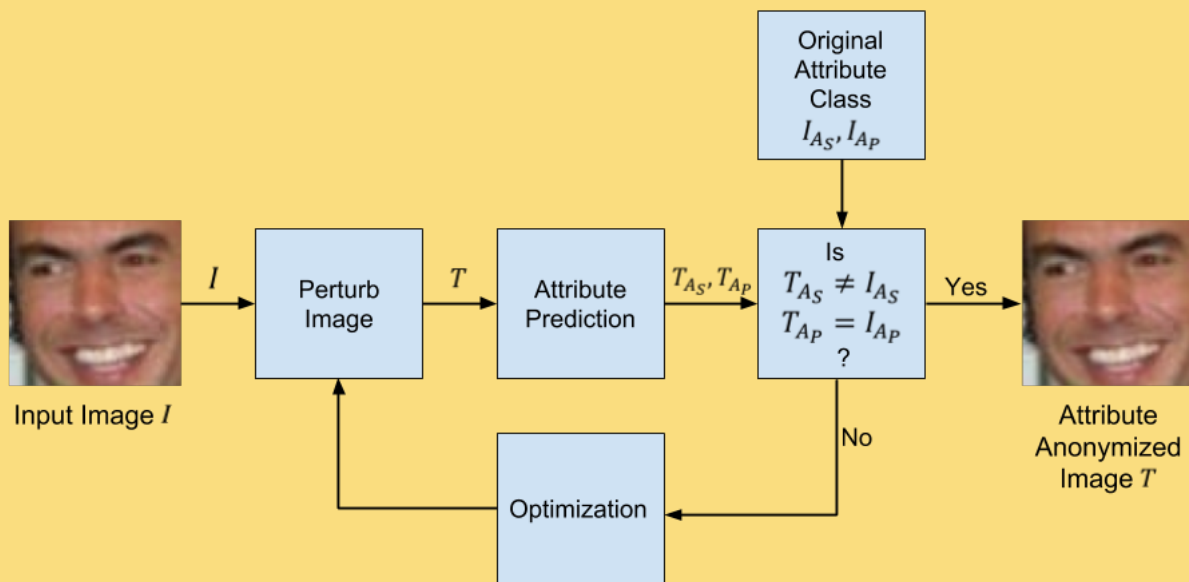 Original
Attribute
Class
I_{A_S}, I_{A_P}
I
Perturb
Image
T
Attribute
Prediction
T_{A_S}, T_{A_P}
Is
T_{A_S} ≠ I_{A_S}
T_{A_P} = I_{A_P}
?
Yes
No
Input Image I
Attribute
Anonymized
Image T
Optimization